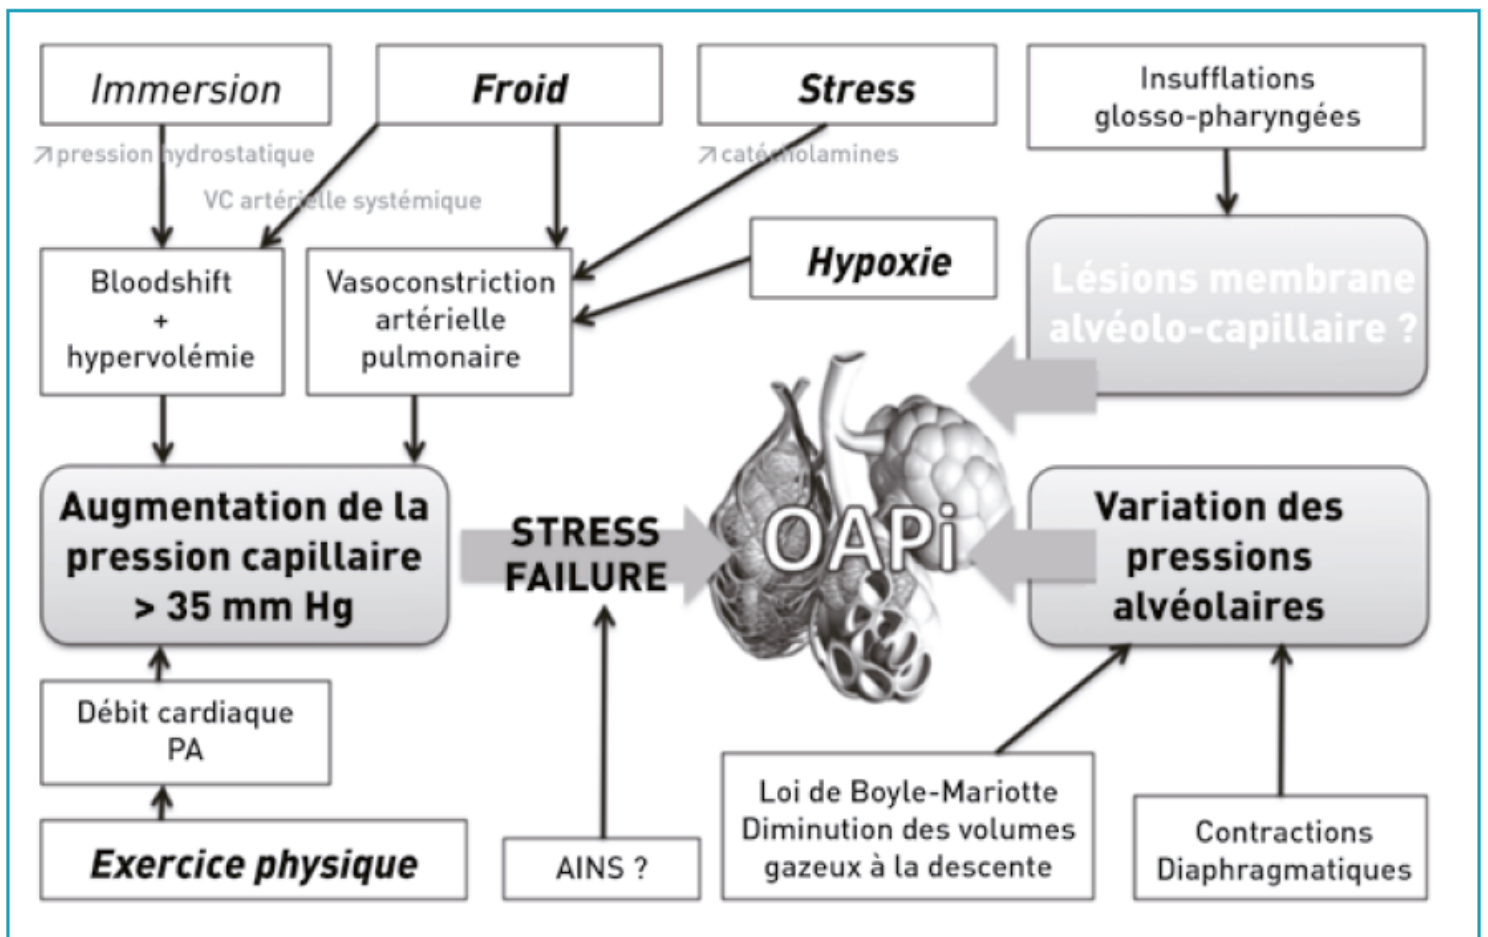 Immersion
Froid
Stress
Insufflations
glosso-pharyngées
↗ pression hydrostatique
↗ catécholamines
VC artérielle systémique
Bloodshift
+
hypervolémie
Vasoconstriction
artérielle
pulmonaire
Hypoxie
Lésions membrane
alvéolo-capillaire ?
Augmentation de la
pression capillaire
> 35 mm Hg
STRESS
FAILURE
OAPi
Variation des
pressions
alvéolaires
Débit cardiaque
PA
Exercice physique
AINS ?
Loi de Boyle-Mariotte
Diminution des volumes
gazeux à la descente
Contractions
Diaphragmatiques